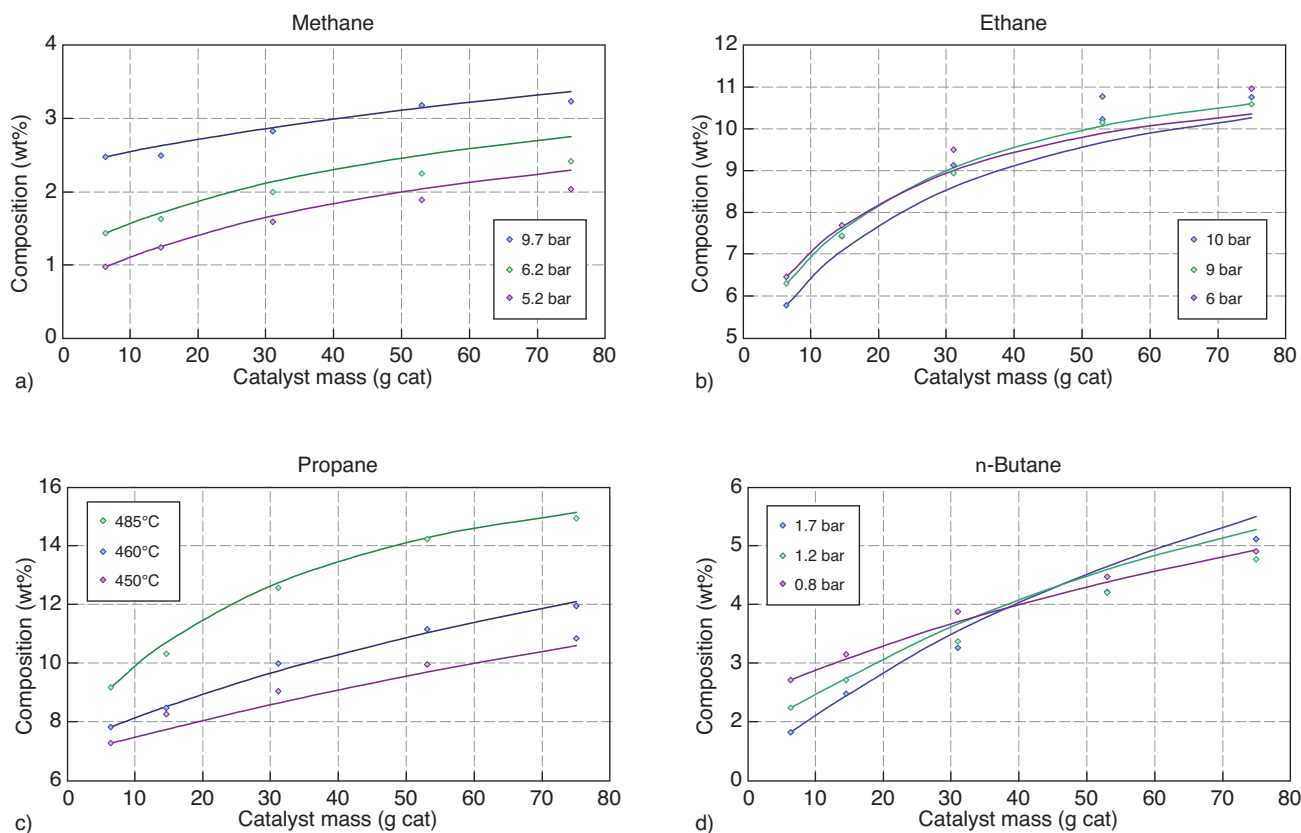 Methane
Composition (wt%)
4
3
2
1
0
9.7 bar
6.2 bar
5.2 bar
0 10 20 30 40 50 60 70 80
Catalyst mass (g cat)
a)
Ethane
Composition (wt%)
12
11
10
9
8
7
6
5
10 bar
9 bar
6 bar
0 10 20 30 40 50 60 70 80
Catalyst mass (g cat)
b)
Propane
Composition (wt%)
16
14
12
10
8
6
485°C
460°C
450°C
0 10 20 30 40 50 60 70 80
Catalyst mass (g cat)
c)
n-Butane
Composition (wt%)
6
5
4
3
2
0
1.7 bar
1.2 bar
0.8 bar
0 10 20 30 40 50 60 70 80
Catalyst mass (g cat)
d)